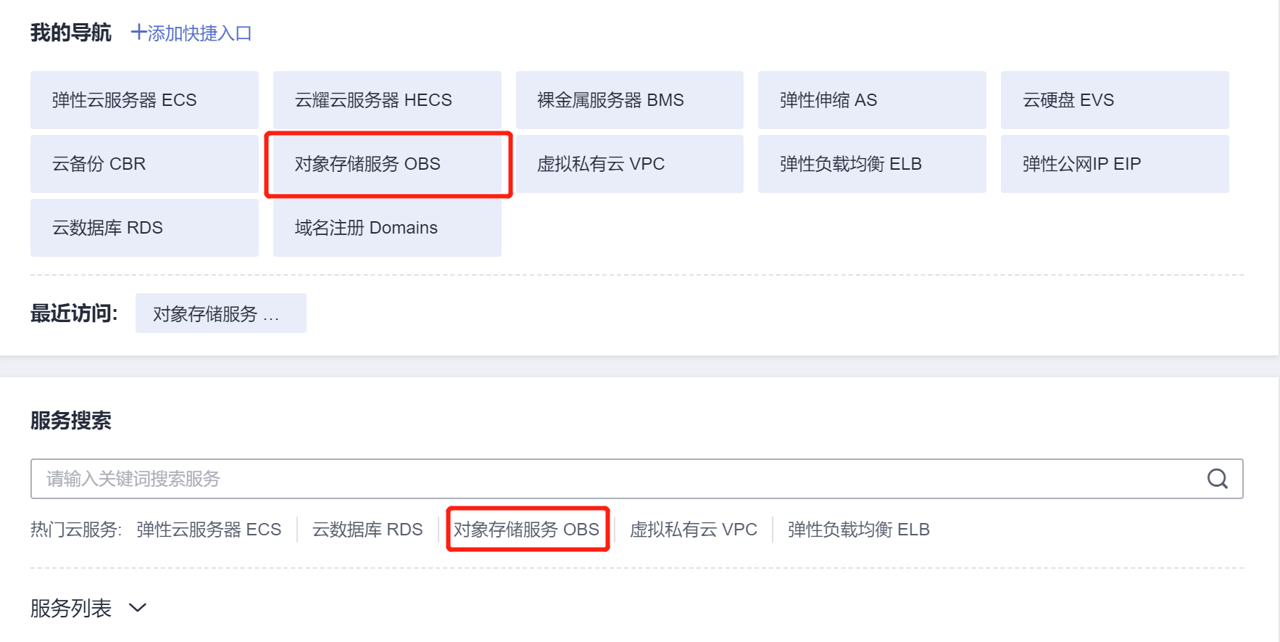 我的导航 +添加快捷入口
弹性云服务器 ECS 云耀云服务器 HECS 裸金属服务器 BMS 弹性伸缩 AS 云硬盘 EVS
云备份 CBR 对象存储服务 OBS 虚拟私有云 VPC 弹性负载均衡 ELB 弹性公网IP EIP
云数据库 RDS 域名注册 Domains
最近访问: 对象存储服务 ...
服务搜索
请输入关键词搜索服务
热门云服务: 弹性云服务器 ECS 云数据库 RDS 对象存储服务 OBS 虚拟私有云 VPC 弹性负载均衡 ELB
服务列表